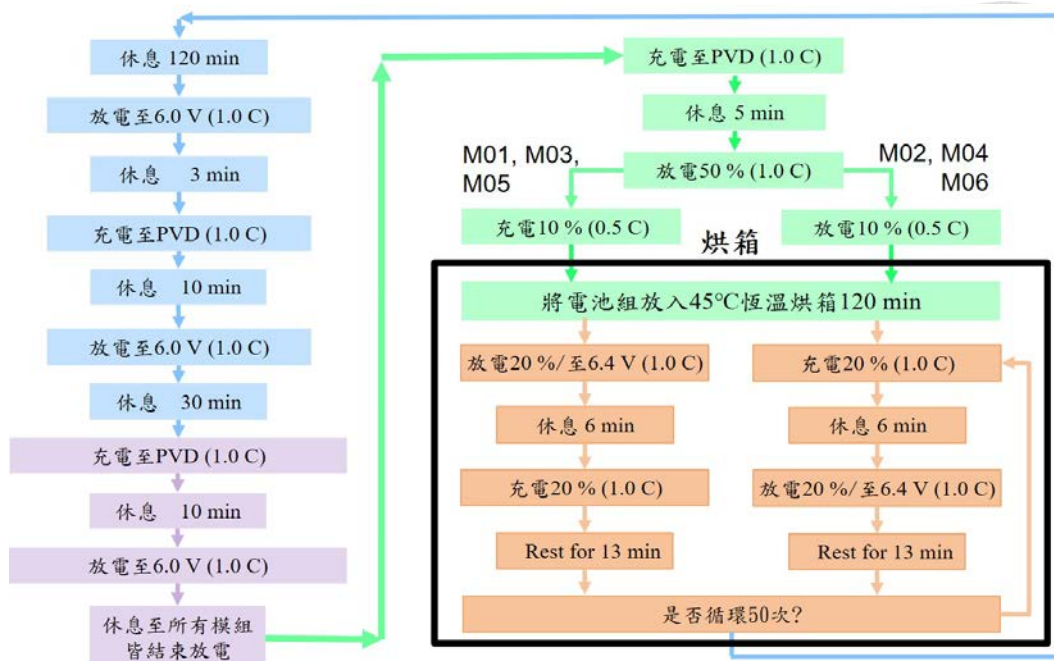 休息 120 min
放電至6.0 V (1.0 C)
休息 3 min
充電至PVD (1.0 C)
休息 10 min
放電至6.0 V (1.0 C)
休息 30 min
充電至PVD (1.0 C)
休息 10 min
放電至6.0 V (1.0 C)
休息至所有模組
皆結束放電
充電至PVD (1.0 C)
休息 5 min
放電50 % (1.0 C)
M01, M03,
M05
M02, M04
M06
充電10 % (0.5 C)
放電10 % (0.5 C)
烘箱
將電池組放入45°C恆溫烘箱120 min
放電20 %/至6.4 V (1.0 C)
休息 6 min
充電20 % (1.0 C)
Rest for 13 min
充電20 % (1.0 C)
休息 6 min
放電20 %/至6.4 V (1.0 C)
Rest for 13 min
是否循環50次?